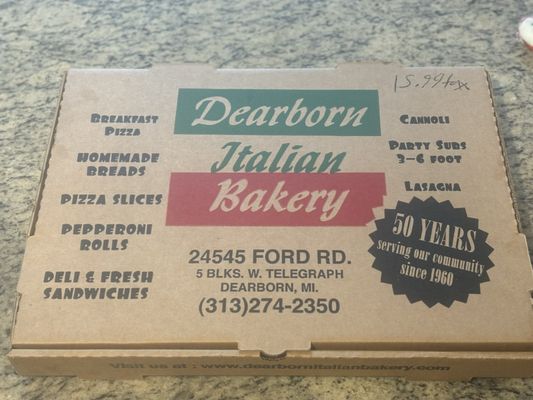 15.99 tax
Dearborn
Italian
Bakery
BREAKFAST
PIZZA
HOMEMADE
BREADS
PIZZA SLICES
PEPPERONI
ROLLS
DELI & FRESH
SANDWICHES
CANNOLI
PARTY SUBS
3-6 FOOT
LASAGNA
50 YEARS
serving our community
since 1960
24545 FORD RD.
5 BLKS. W. TELEGRAPH
DEARBORN, MI.
(313)274-2350
Visit us at : www.dearbornitalianbakery.com